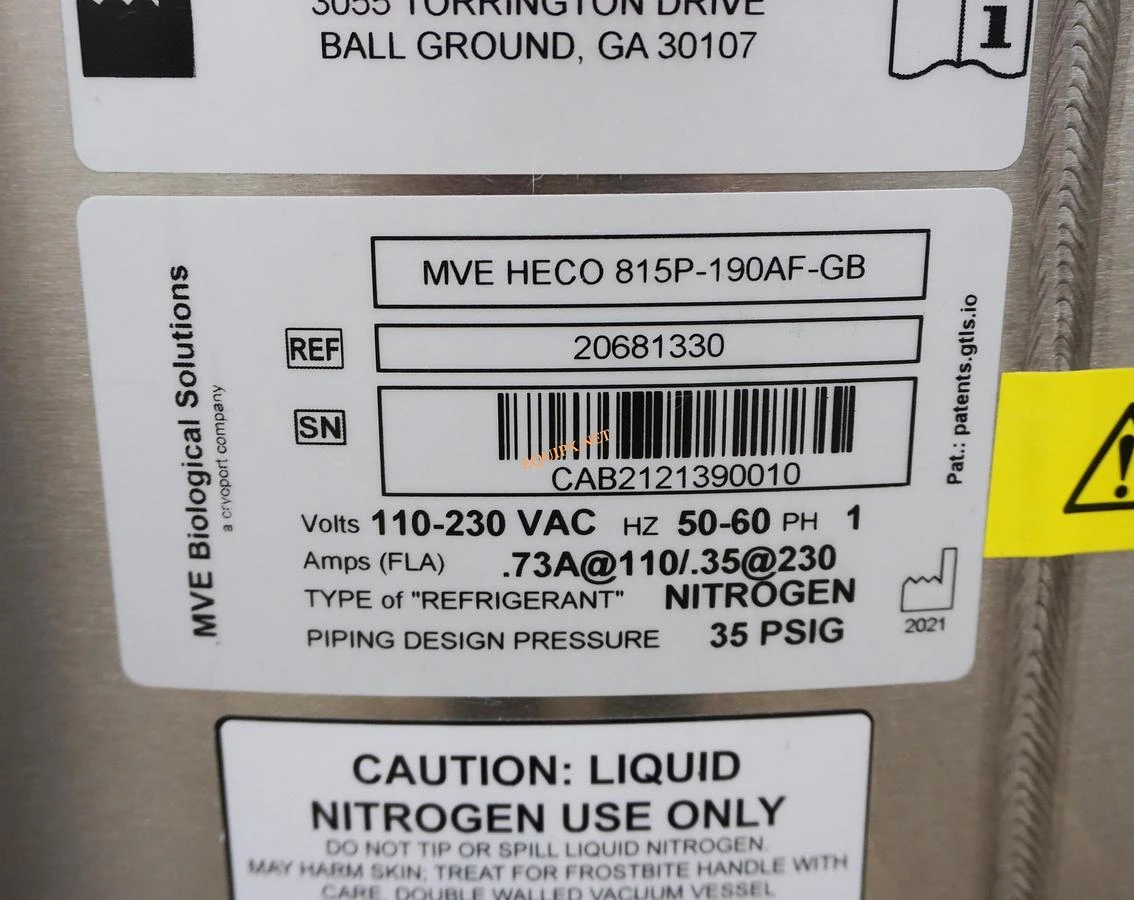 3055 TORRINGTON DRIVE
BALL GROUND, GA 30107
i
MVE Biological Solutions
a cryoport company
MVE HECO 815P-190AF-GB
REF
20681330
SN
EQUIPX.NET
CAB2121390010
Pat.: patents.gtls.io
Volts 110-230 VAC HZ 50-60 PH 1
Amps (FLA) .73A@110/.35@230
TYPE of "REFRIGERANT" NITROGEN
PIPING DESIGN PRESSURE 35 PSIG
2021
CAUTION: LIQUID
NITROGEN USE ONLY
DO NOT TIP OR SPILL LIQUID NITROGEN.
MAY HARM SKIN; TREAT FOR FROSTBITE HANDLE WITH
CARE. DOUBLE WALLED VACUUM VESSEL